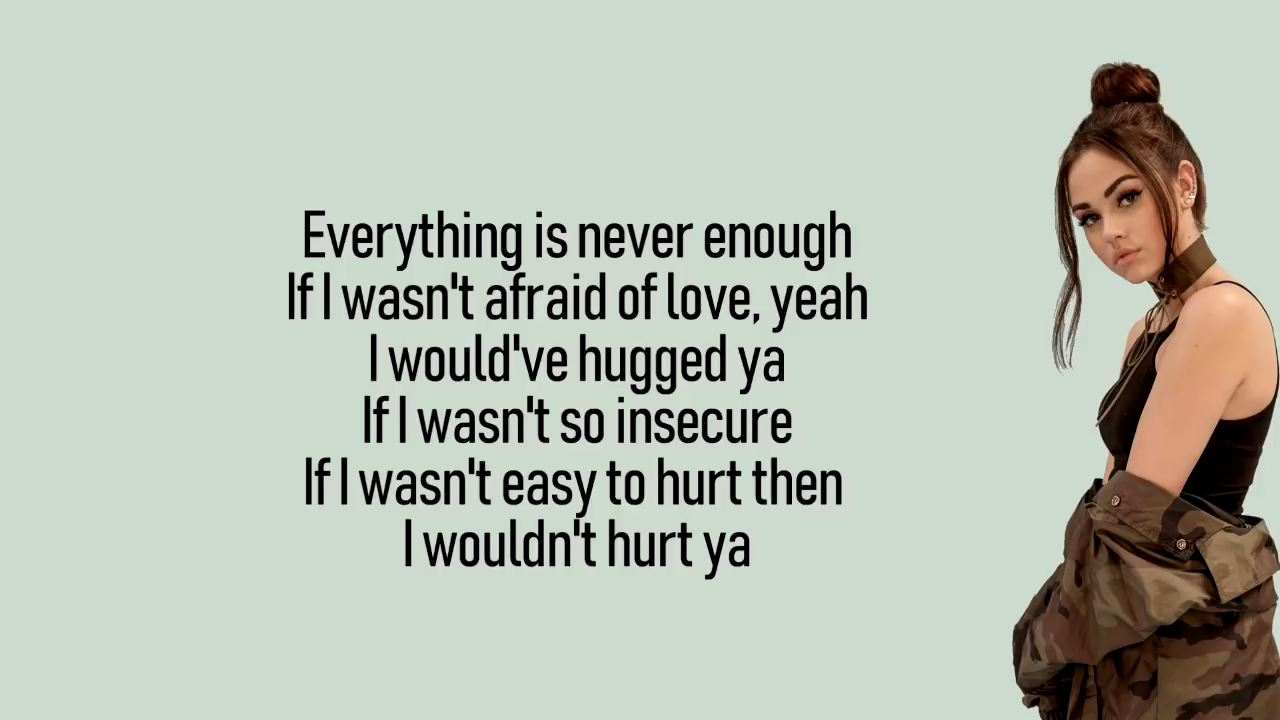 Everything is never enough
If I wasn't afraid of love, yeah
I would've hugged ya
If I wasn't so insecure
If I wasn't easy to hurt then
I wouldn't hurt ya